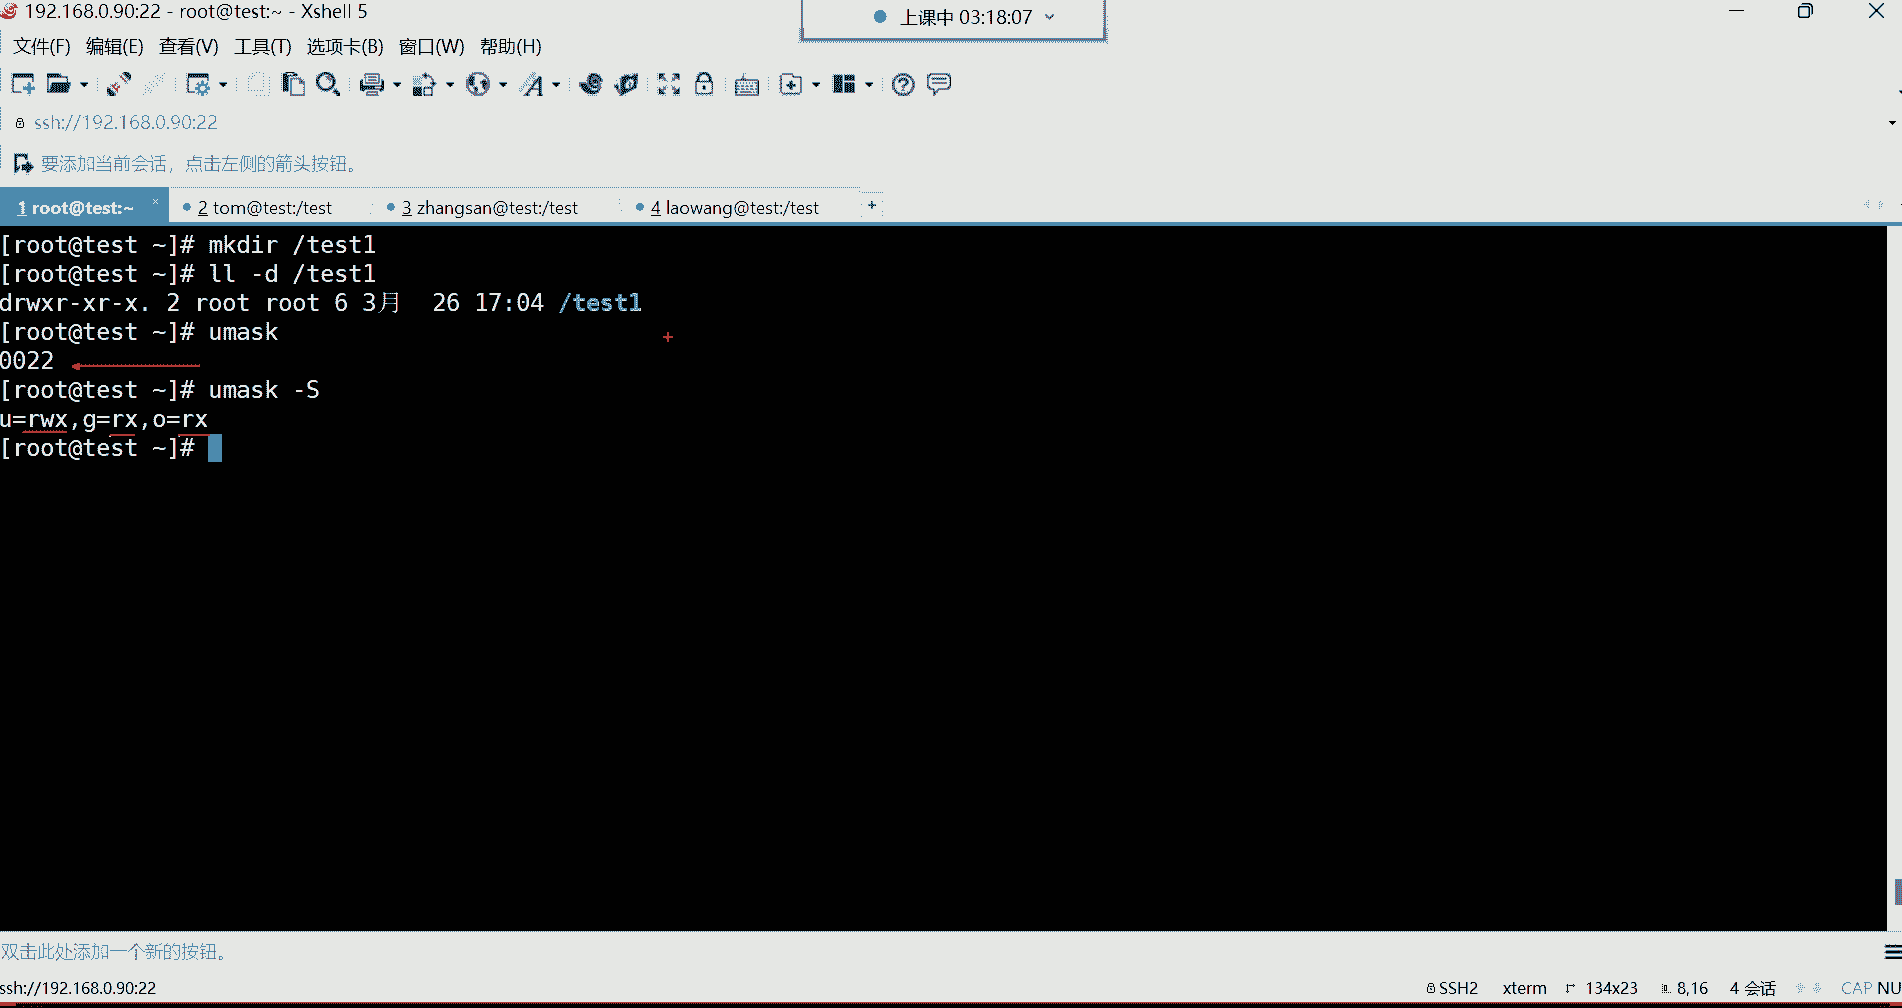 192.168.0.90:22 - root@test:~ - Xshell 5
上课中 03:18:07
文件(F) 编辑(E) 查看(V) 工具(T) 选项卡(B) 窗口(W) 帮助(H)
ssh://192.168.0.90:22
要添加当前会话，点击左侧的箭头按钮。
1 root@test:~ × 2 tom@test:/test 3 zhangsan@test:/test 4 laowang@test:/test +
[root@test ~]# mkdir /test1
[root@test ~]# ll -d /test1
drwxr-xr-x. 2 root root 6 3月  26 17:04 /test1
[root@test ~]# umask
0022
[root@test ~]# umask -S
u=rwx,g=rx,o=rx
[root@test ~]#
双击此处添加一个新的按钮。
ssh://192.168.0.90:22 SSH2 xterm 134x23 8,16 4 会话 CAP NU